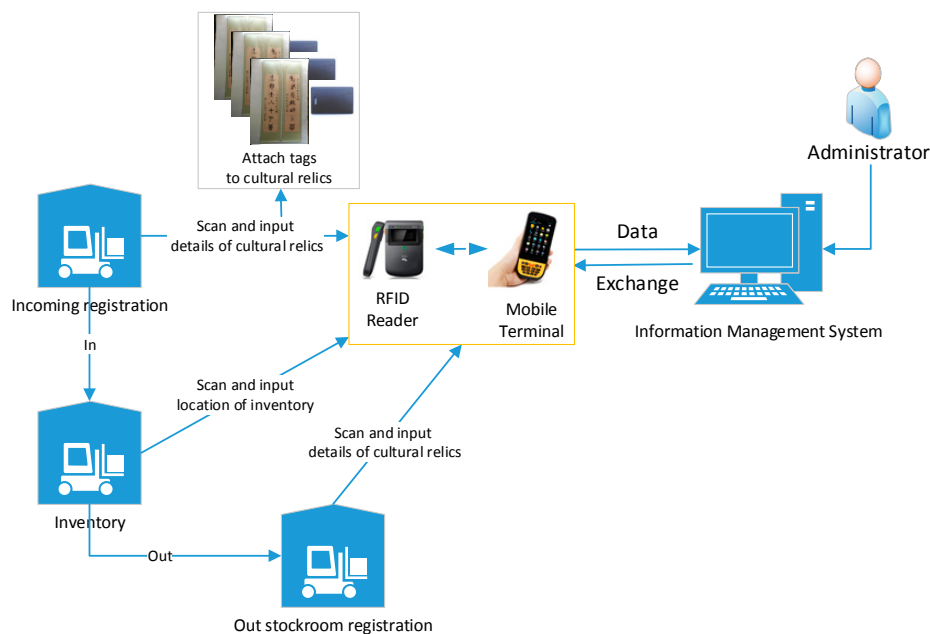 Attach tags
to cultural relics
Administrator
Scan and input
details of cultural relics
Data
Exchange
RFID
Reader
Mobile
Terminal
Information Management System
Incoming registration
In
Scan and input
location of inventory
Scan and input
details of cultural relics
Inventory
Out
Out stockroom registration